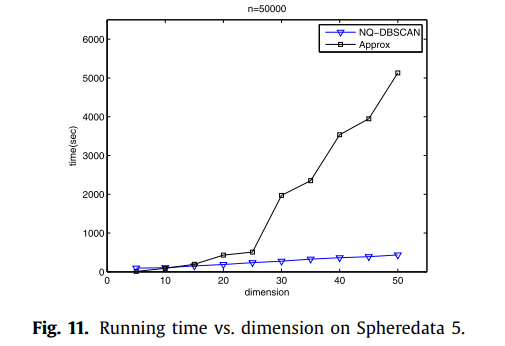 n=50000
NQ-DBSCAN
Approx
6000
5000
4000
3000
2000
1000
0
time(sec)
0 10 20 30 40 50
dimension
Fig. 11. Running time vs. dimension on Spheredata 5.